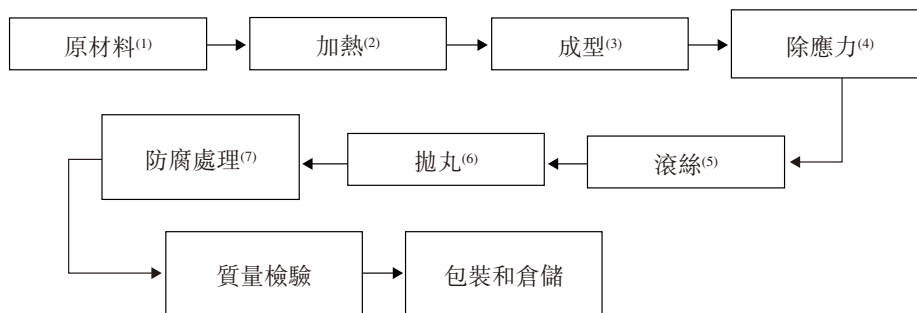 原材料(1)
加熱(2)
成型(3)
除應力(4)
滾絲(5)
拋丸(6)
防腐處理(7)
質量檢驗
包裝和倉儲